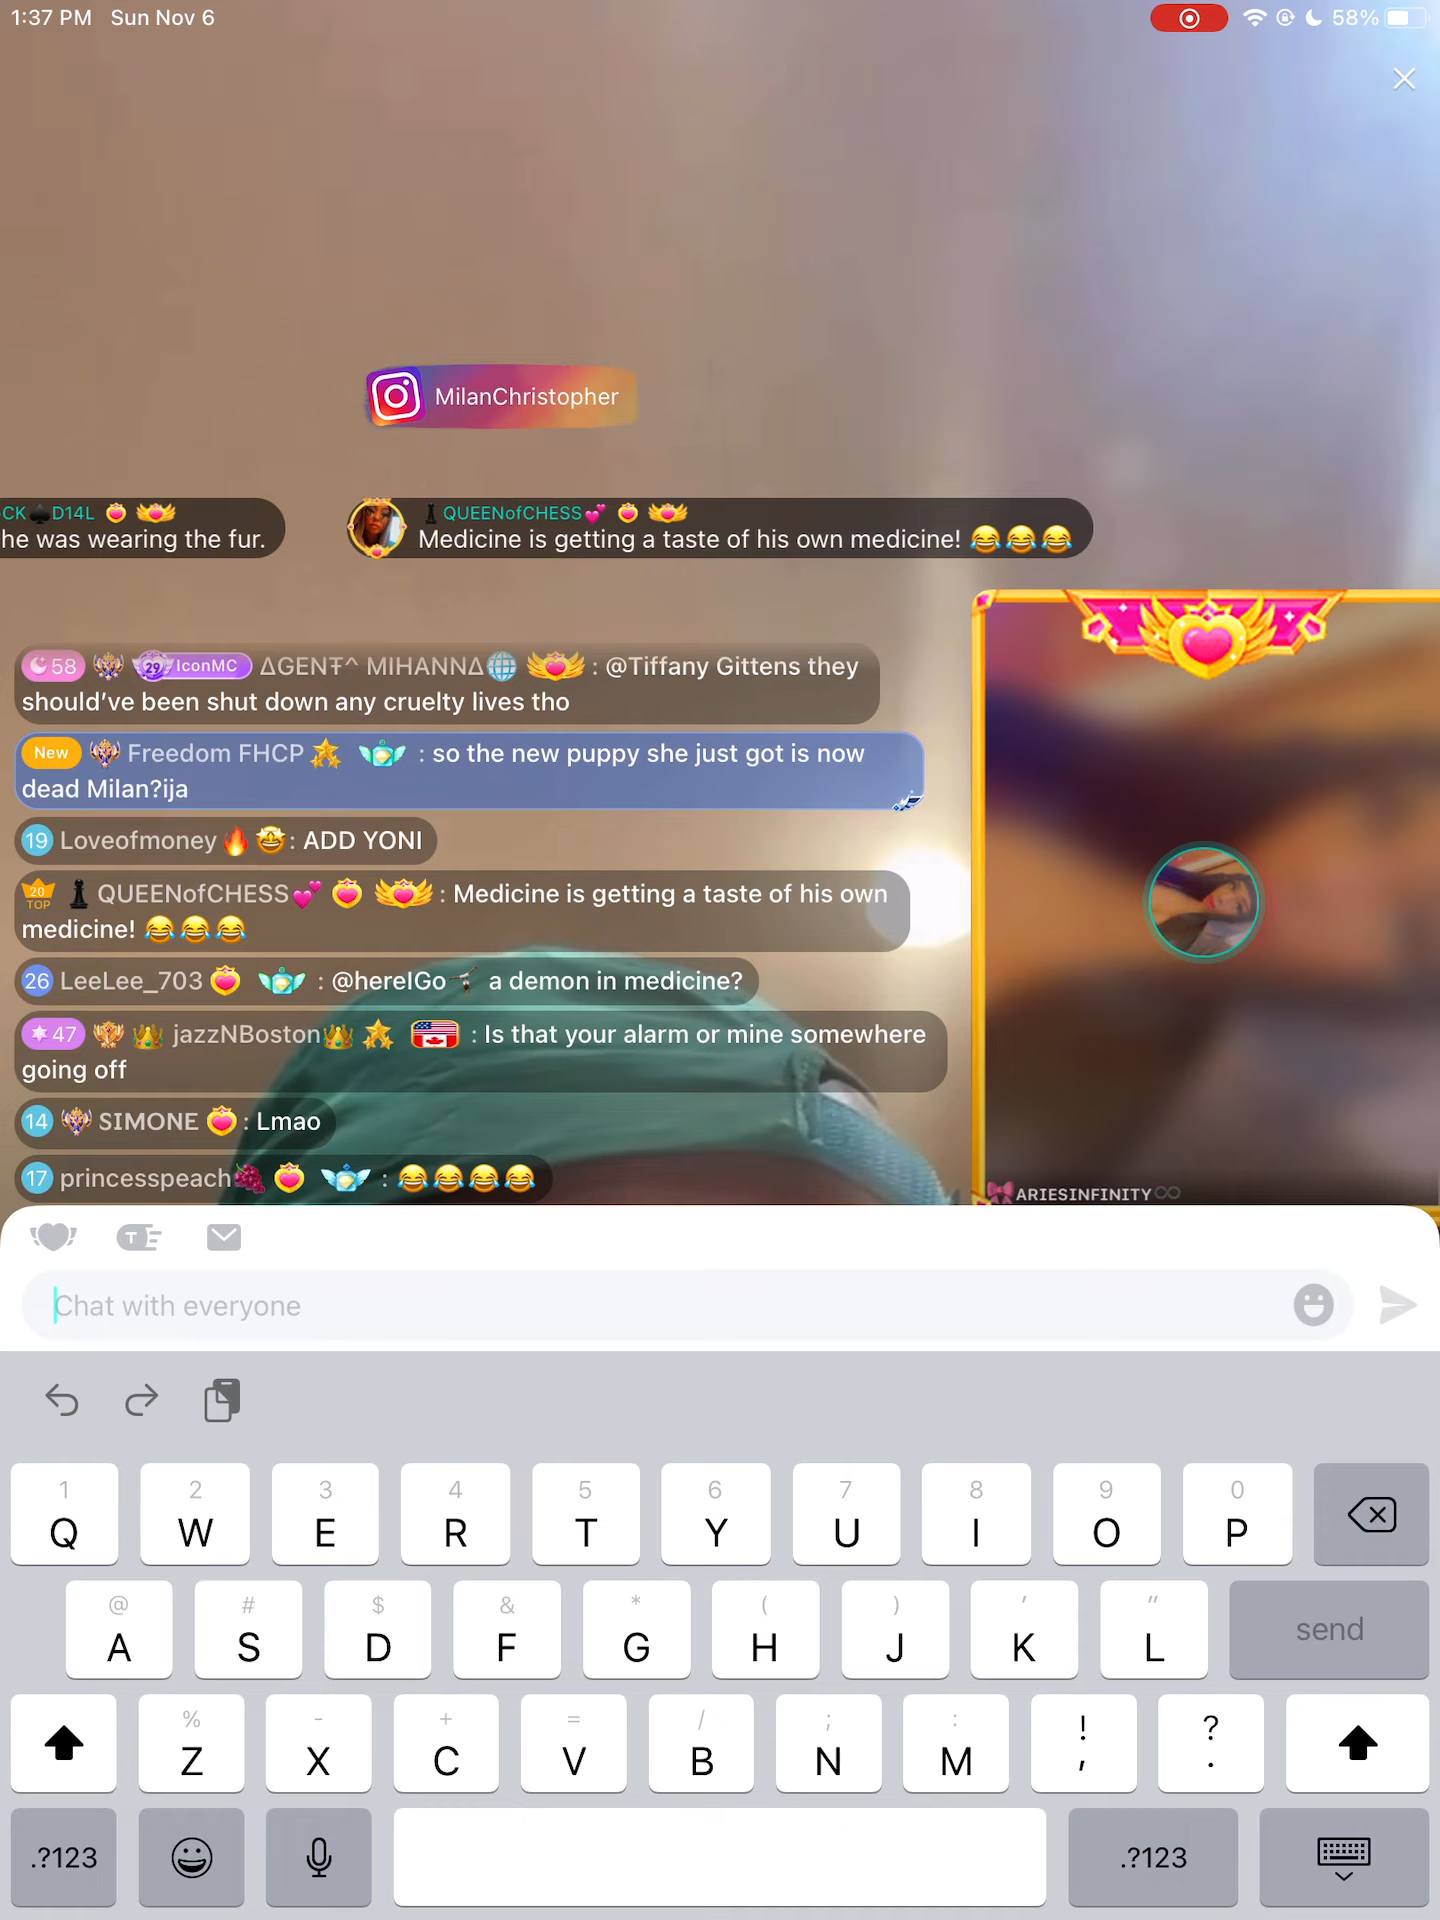 1:37 PM Sun Nov 6
58%
MilanChristopher
CK♠️D14L
he was wearing the fur.
♟️QUEENofCHESS💕
Medicine is getting a taste of his own medicine! 😂😂😂
58 29 IconMC ΔGENŦ^ MIHANNΔ🌐 : @Tiffany Gittens they
should've been shut down any cruelty lives tho
New Freedom FHCP : so the new puppy she just got is now
dead Milan?ija
19 Loveofmoney🔥🤩: ADD YONI
20 TOP ♟️QUEENofCHESS💕 : Medicine is getting a taste of his own
medicine! 😂😂😂
26 LeeLee_703 : @hereIGo a demon in medicine?
47 👑 jazzNBoston👑 : Is that your alarm or mine somewhere
going off
14 SIMONE : Lmao
17 princesspeach🍇 : 😂😂😂😂
ARIESINFINITY♾
T
Chat with everyone
1 2 3 4 5 6 7 8 9 0
Q W E R T Y U I O P
@ # $ & * ( ) ' "
A S D F G H J K L send
% - + = / ; : ! ?
Z X C V B N M , .
.?123 .?123